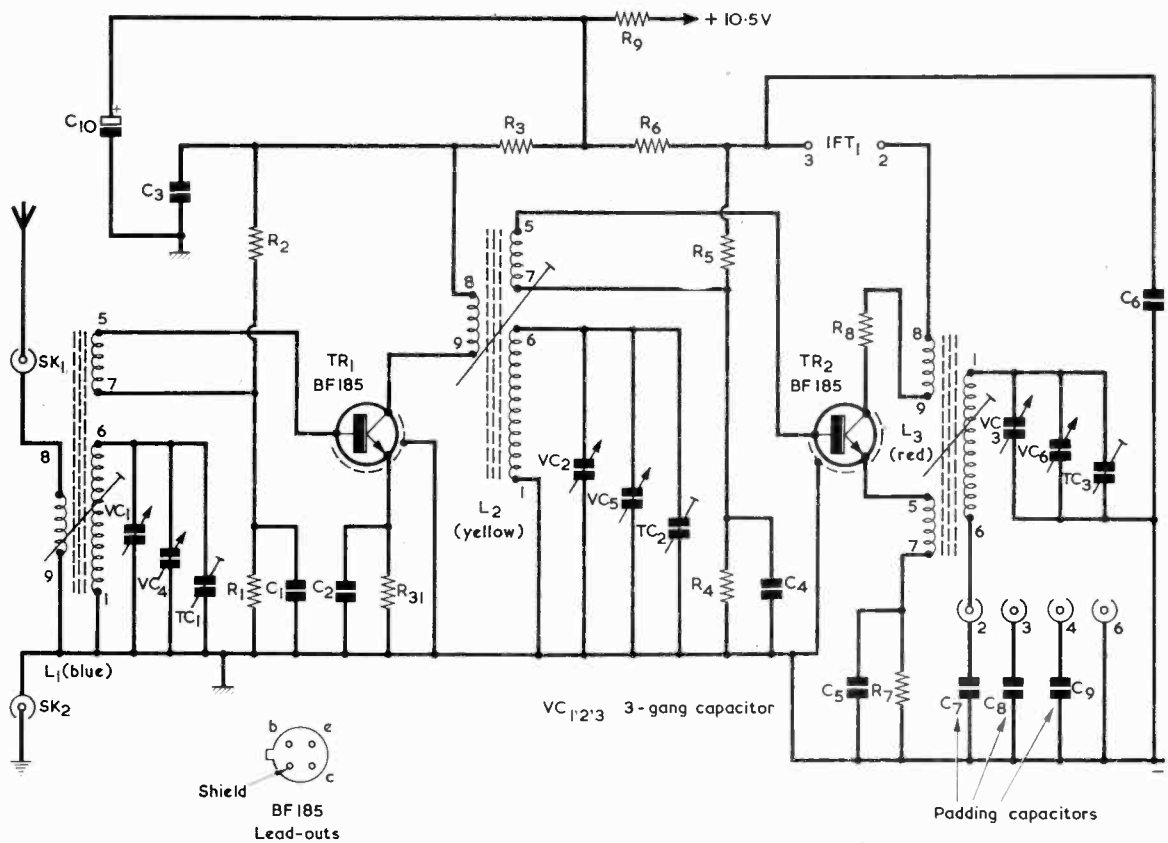 + 10·5V
R9
C10
+
R3
R6
3
IFT1
2
C3
R2
5
R5
7
8
9
6
C6
R8
8
1
SK1
5
7
TR1
BF185
TR2
BF185
9
L3
(red)
VC3
VC6
TC3
6
8
VC2
VC5
TC2
1
L2
(yellow)
5
7
6
VC1
VC4
TC1
9
1
R1
C1
C2
R31
R4
C4
2
3
4
6
L1(blue)
SK2
VC1'2'3 3-gang capacitor
C5
R7
C7
C8
C9
−
b
e
c
Shield
BF185
Lead-outs
Padding capacitors